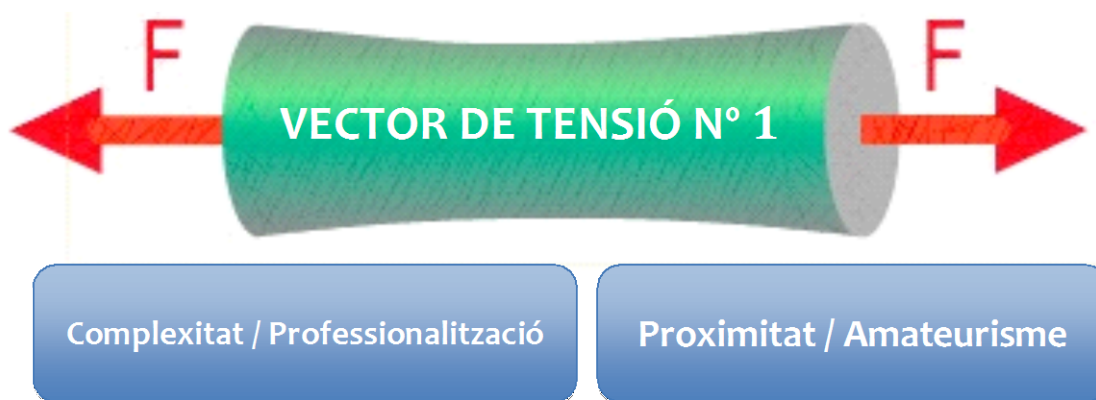 F
F
VECTOR DE TENSIÓ Nº 1
Complexitat / Professionalització
Proximitat / Amateurisme